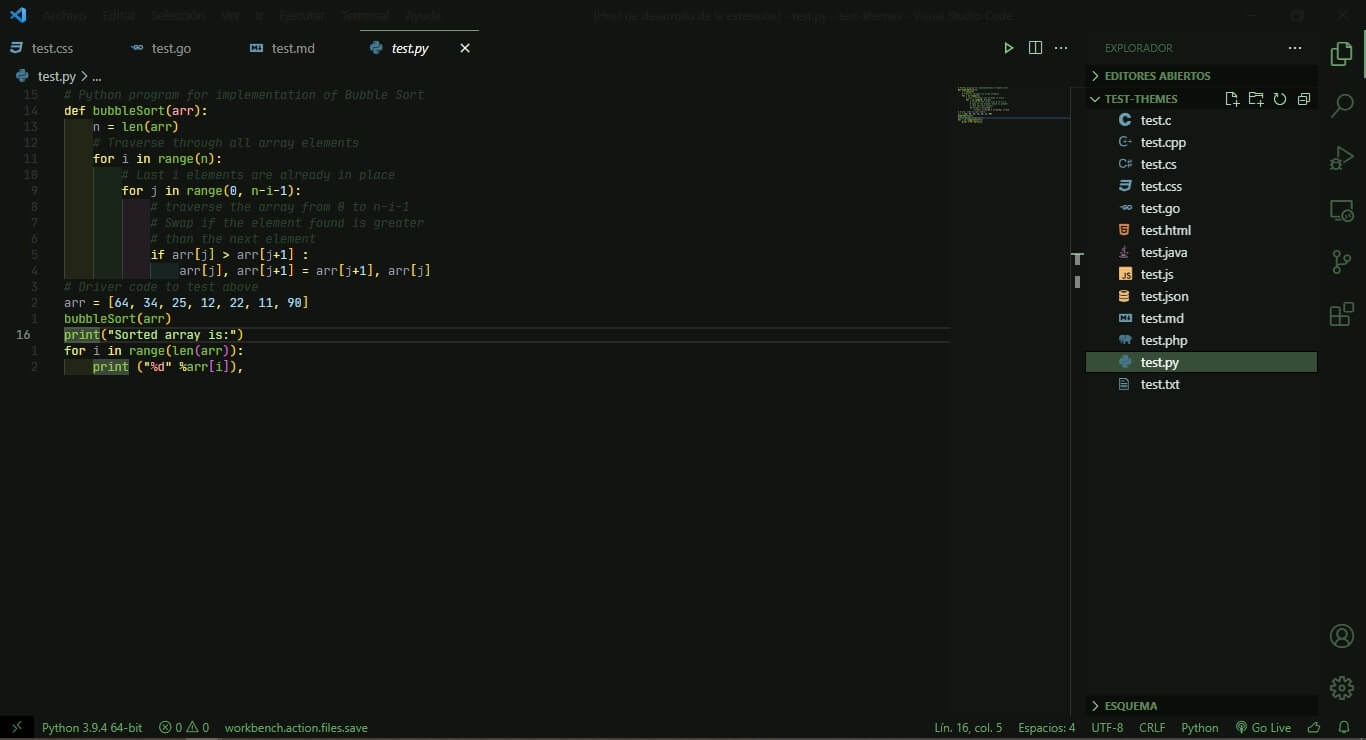 Archivo Editar Selección Ver Ir Ejecutar Terminal Ayuda
[Host de desarrollo de la extensión] - test.py - test-themes - Visual Studio Code
test.css test.go test.md test.py
test.py > ...
15 # Python program for implementation of Bubble Sort
14 def bubbleSort(arr):
13 n = len(arr)
12 # Traverse through all array elements
11 for i in range(n):
10 # Last i elements are already in place
9 for j in range(0, n-i-1):
8 # traverse the array from 0 to n-i-1
7 # Swap if the element found is greater
6 # than the next element
5 if arr[j] > arr[j+1] :
4 arr[j], arr[j+1] = arr[j+1], arr[j]
3 # Driver code to test above
2 arr = [64, 34, 25, 12, 22, 11, 90]
1 bubbleSort(arr)
16 print("Sorted array is:")
1 for i in range(len(arr)):
2 print ("%d" %arr[i]),
EXPLORADOR
EDITORES ABIERTOS
TEST-THEMES
test.c
test.cpp
test.cs
test.css
test.go
test.html
test.java
test.js
test.json
test.md
test.php
test.py
test.txt
ESQUEMA
Python 3.9.4 64-bit 0 0 workbench.action.files.save Lín. 16, col. 5 Espacios: 4 UTF-8 CRLF Python Go Live